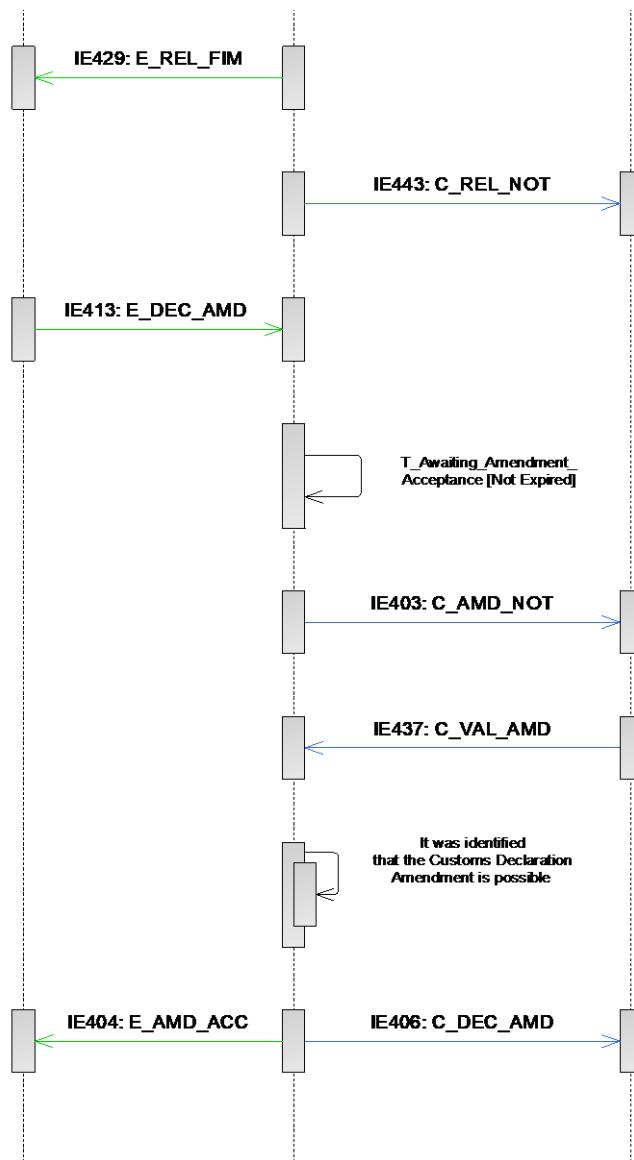 IE429: E_REL_FIM
IE443: C_REL_NOT
IE413: E_DEC_AMD
T_Awaiting_Amendment_
Acceptance [Not Expired]
IE403: C_AMD_NOT
IE437: C_VAL_AMD
It was identified
that the Customs Declaration
Amendment is possible
IE404: E_AMD_ACC
IE406: C_DEC_AMD